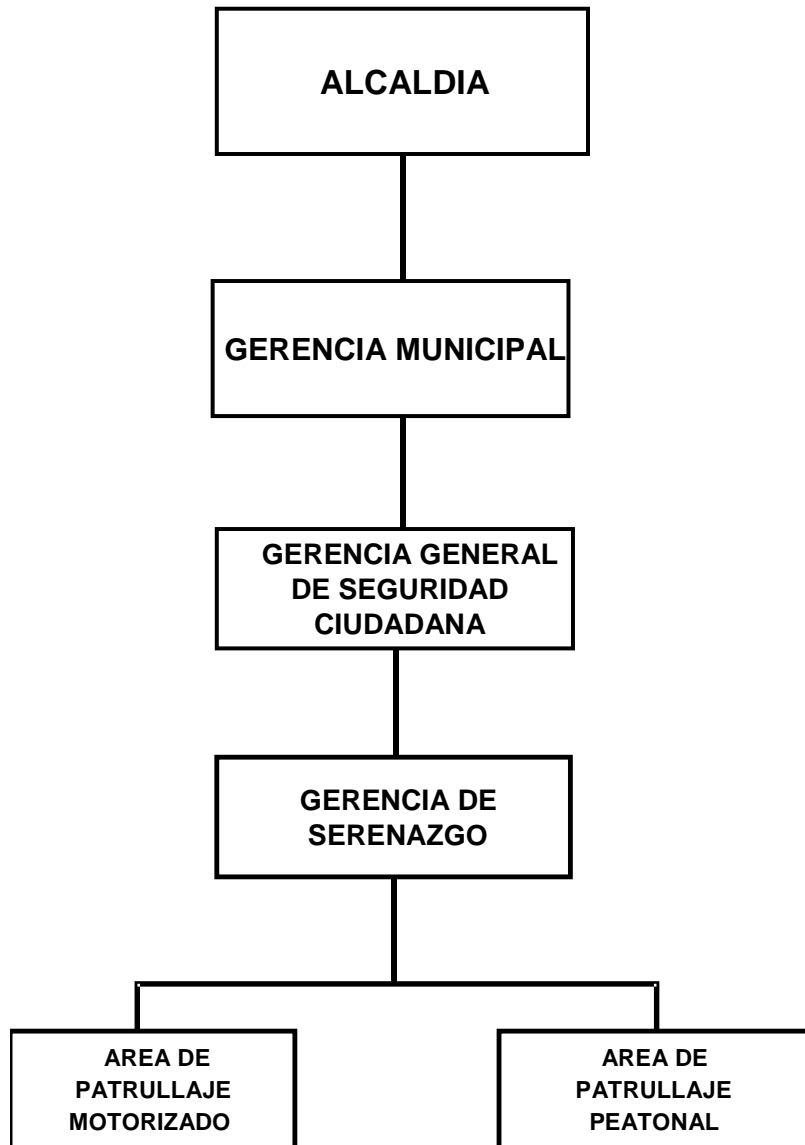 ALCALDIA
GERENCIA MUNICIPAL
GERENCIA GENERAL
DE SEGURIDAD
CIUDADANA
GERENCIA DE
SERENAZGO
AREA DE
PATRULLAJE
MOTORIZADO
AREA DE
PATRULLAJE
PEATONAL